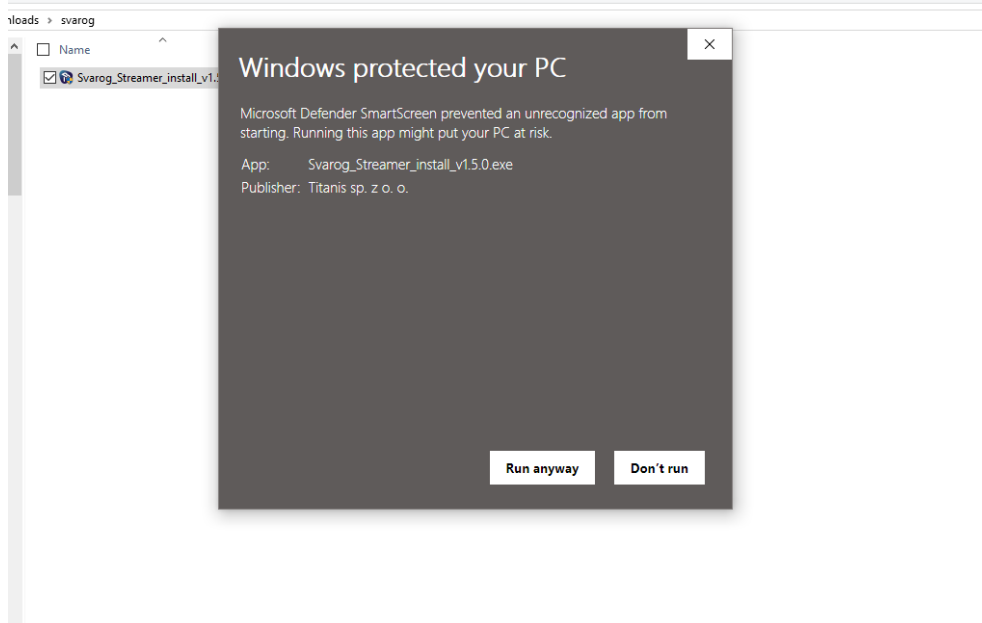 svarog
Name
Windows protected your PC
Microsoft Defender SmartScreen prevented an unrecognized app from
starting. Running this app might put your PC at risk.
App: Svarog_Streamer_install_v1.5.0.exe
Publisher: Titanis sp. z o. o.
Svarog_Streamer_install_v1.
Run anyway Don't run